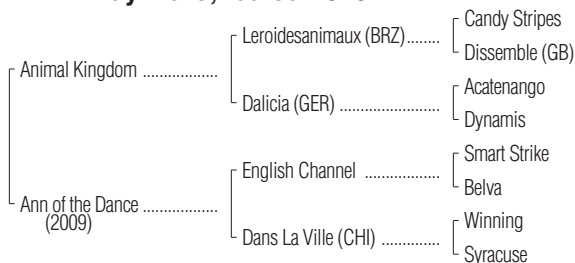 Candy Stripes
Leroidesanimaux (BRZ)........
Dissemble (GB)
Animal Kingdom ..................
Acatenango
Dalicia (GER) ........................
Dynamis
Smart Strike
English Channel ..................
Belva
Ann of the Dance ..................
(2009)
Winning
Dans La Ville (CHI) ..............
Syracuse